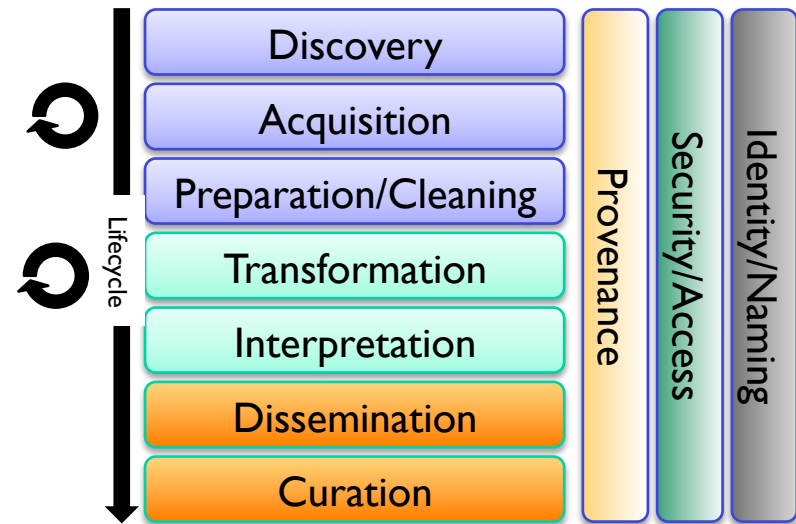 Discovery
Acquisition
Preparation/Cleaning
Transformation
Interpretation
Dissemination
Curation
Lifecycle
Provenance
Security/Access
Identity/Naming